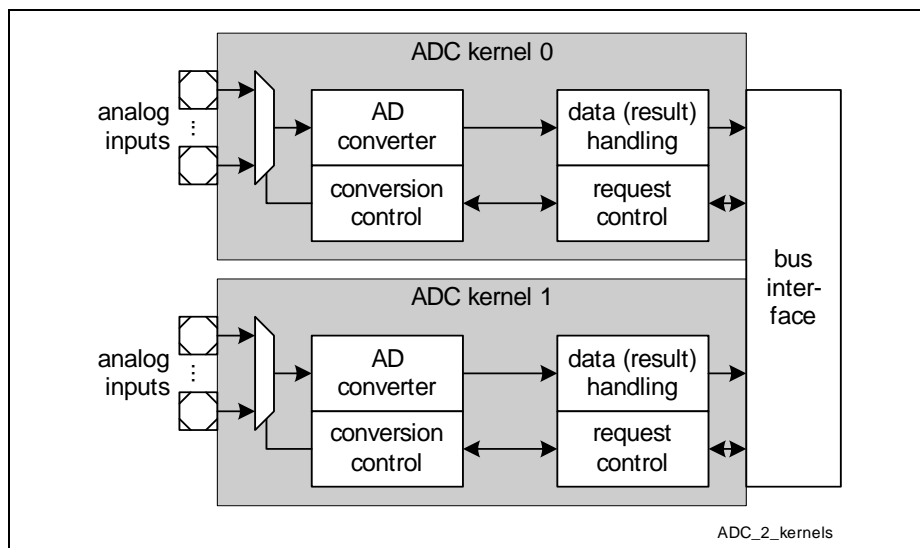 ADC kernel 0
analog
inputs
...
AD
converter
data (result)
handling
conversion
control
request
control
bus
inter-
face
ADC kernel 1
analog
inputs
...
AD
converter
data (result)
handling
conversion
control
request
control
ADC_2_kernels